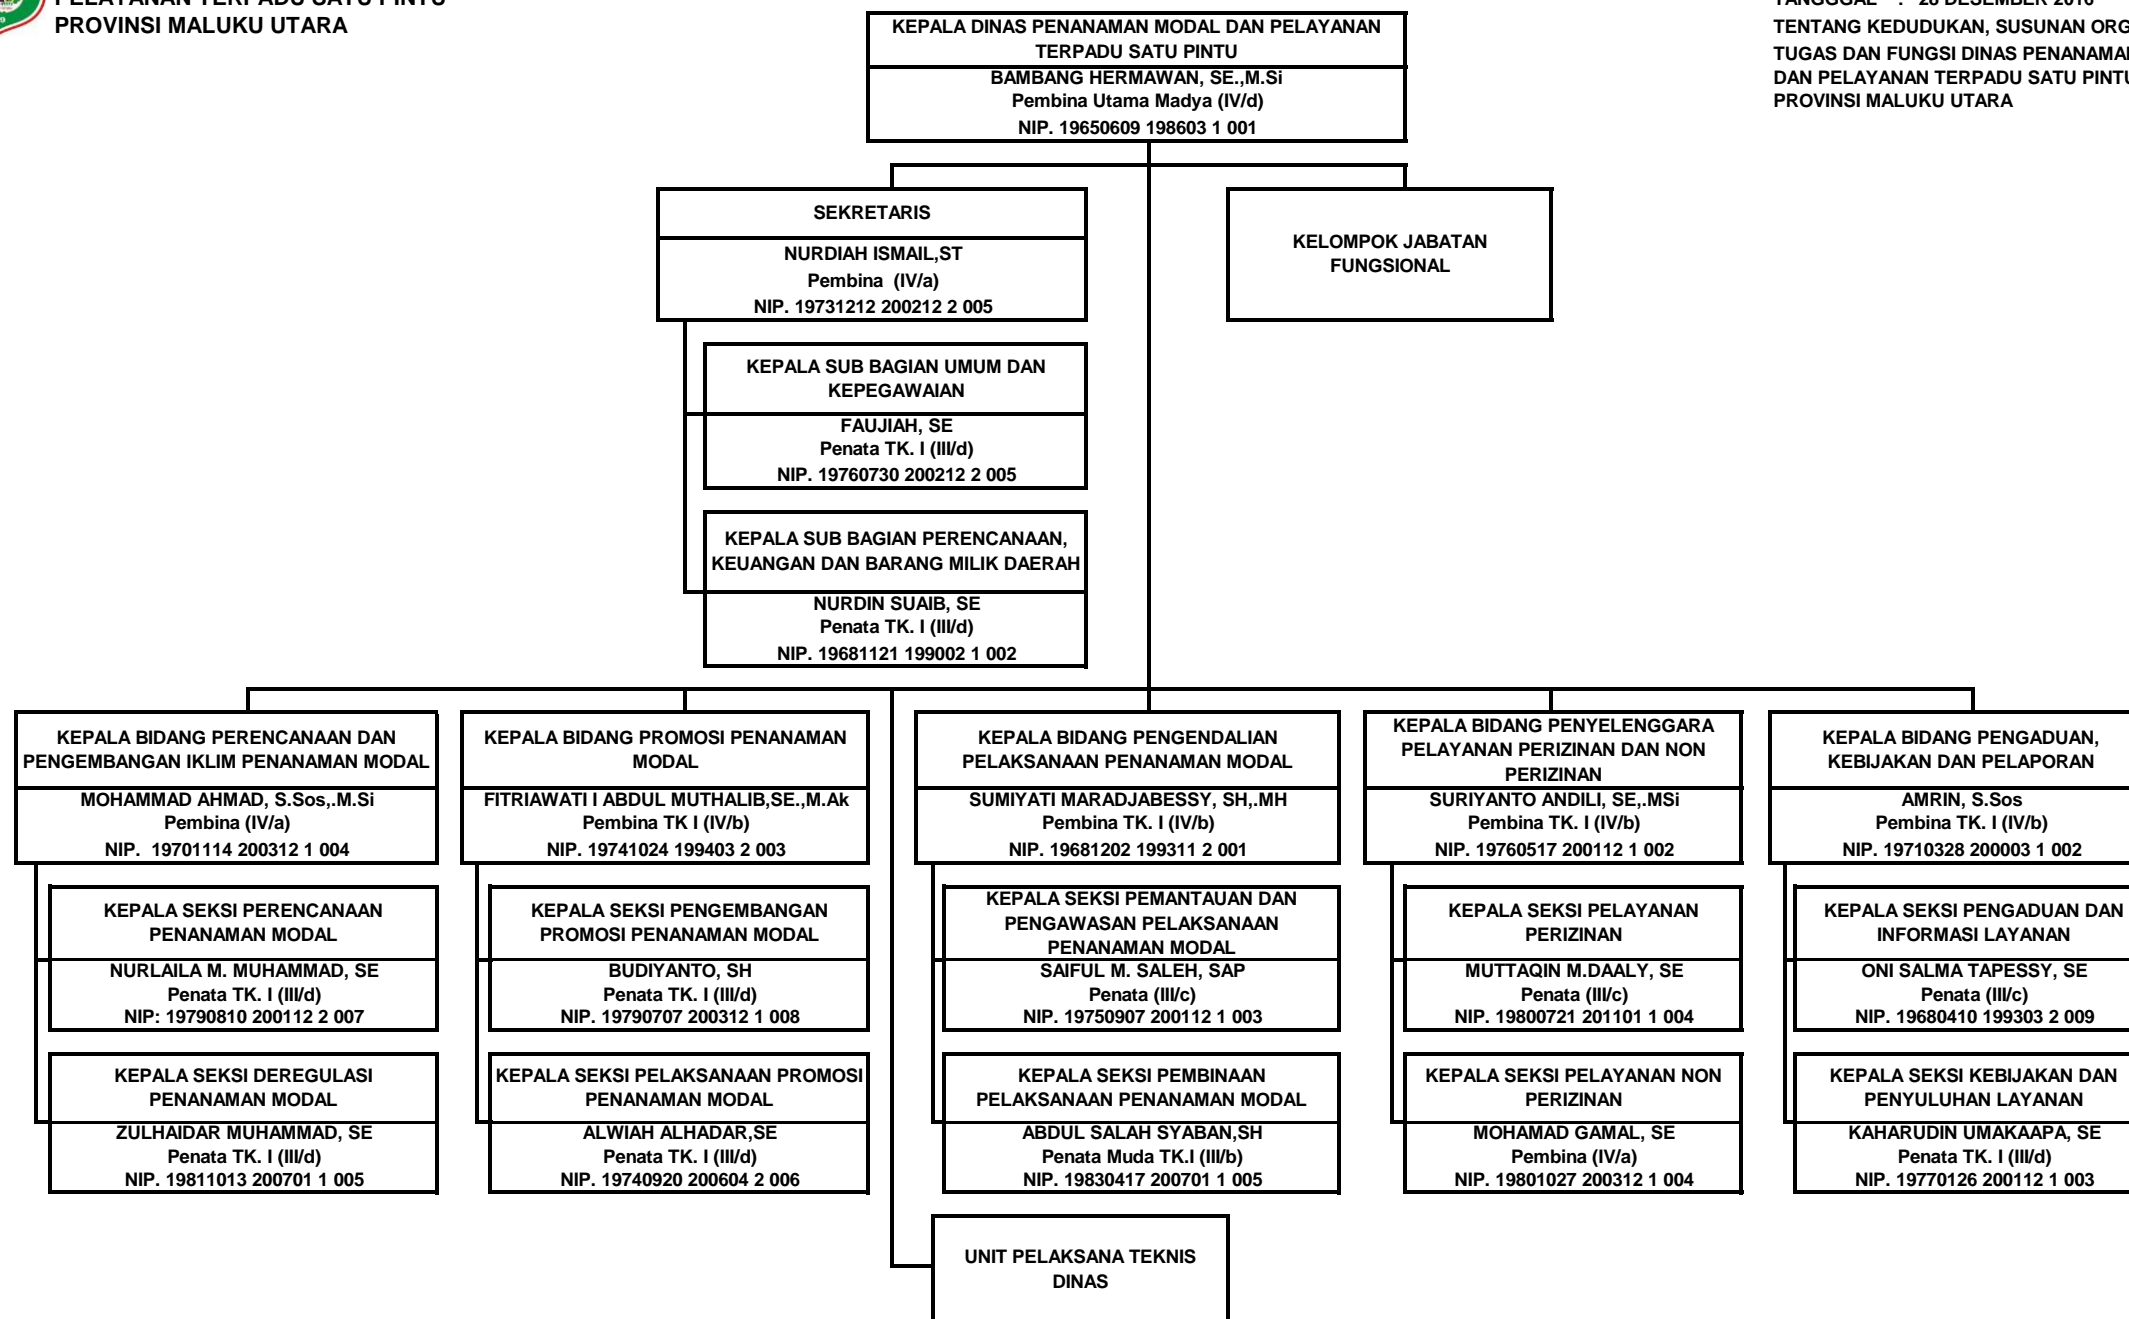 PELAYANAN TERPADU SATU PINTU
PROVINSI MALUKU UTARA
TANGGGAL : 28 DESEMBER 2016
TENTANG KEDUDUKAN, SUSUNAN
TUGAS DAN FUNGSI DINAS
DAN PELAYANAN TERPADU SATU
PROVINSI MALUKU UTARA
KEPALA DINAS PENANAMAN MODAL DAN PELAYANAN
TERPADU SATU PINTU
BAMBANG HERMAWAN, SE.,M.Si
Pembina Utama Madya (IV/d)
NIP. 19650609 198603 1 001
SEKRETARIS
NURDIAH ISMAIL,ST
Pembina (IV/a)
NIP. 19731212 200212 2 005
KELOMPOK JABATAN
FUNGSIONAL
KEPALA SUB BAGIAN UMUM DAN
KEPEGAWAIAN
FAUJIAH, SE
Penata TK. I (III/d)
NIP. 19760730 200212 2 005
KEPALA SUB BAGIAN PERENCANAAN,
KEUANGAN DAN BARANG MILIK DAERAH
NURDIN SUAIB, SE
Penata TK. I (III/d)
NIP. 19681121 199002 1 002
KEPALA BIDANG PERENCANAAN DAN
PENGEMBANGAN IKLIM PENANAMAN MODAL
MOHAMMAD AHMAD, S.Sos,.M.Si
Pembina (IV/a)
NIP. 19701114 200312 1 004
KEPALA SEKSI PERENCANAAN
PENANAMAN MODAL
NURLAILA M. MUHAMMAD, SE
Penata TK. I (III/d)
NIP: 19790810 200112 2 007
KEPALA SEKSI DEREGULASI
PENANAMAN MODAL
ZULHAIDAR MUHAMMAD, SE
Penata TK. I (III/d)
NIP. 19811013 200701 1 005
KEPALA BIDANG PROMOSI PENANAMAN
MODAL
FITRIAWATI I ABDUL MUTHALIB,SE.,M.Ak
Pembina TK I (IV/b)
NIP. 19741024 199403 2 003
KEPALA SEKSI PENGEMBANGAN
PROMOSI PENANAMAN MODAL
BUDIYANTO, SH
Penata TK. I (III/d)
NIP. 19790707 200312 1 008
KEPALA SEKSI PELAKSANAAN PROMOSI
PENANAMAN MODAL
ALWIAH ALHADAR,SE
Penata TK. I (III/d)
NIP. 19740920 200604 2 006
KEPALA BIDANG PENGENDALIAN
PELAKSANAAN PENANAMAN MODAL
SUMIYATI MARADJABESSY, SH,.MH
Pembina TK. I (IV/b)
NIP. 19681202 199311 2 001
KEPALA SEKSI PEMANTAUAN DAN
PENGAWASAN PELAKSANAAN
PENANAMAN MODAL
SAIFUL M. SALEH, SAP
Penata (III/c)
NIP. 19750907 200112 1 003
KEPALA SEKSI PEMBINAAN
PELAKSANAAN PENANAMAN MODAL
ABDUL SALAH SYABAN,SH
Penata Muda TK.I (III/b)
NIP. 19830417 200701 1 005
KEPALA BIDANG PENYELENGGARA
PELAYANAN PERIZINAN DAN NON
PERIZINAN
SURIYANTO ANDILI, SE,.MSi
Pembina TK. I (IV/b)
NIP. 19760517 200112 1 002
KEPALA SEKSI PELAYANAN
PERIZINAN
MUTTAQIN M.DAALY, SE
Penata (III/c)
NIP. 19800721 201101 1 004
KEPALA SEKSI PELAYANAN NON
PERIZINAN
MOHAMAD GAMAL, SE
Pembina (IV/a)
NIP. 19801027 200312 1 004
KEPALA BIDANG PENGADUAN,
KEBIJAKAN DAN PELAPORAN
AMRIN, S.Sos
Pembina TK. I (IV/b)
NIP. 19710328 200003 1 002
KEPALA SEKSI PENGADUAN DAN
INFORMASI LAYANAN
ONI SALMA TAPESSY, SE
Penata (III/c)
NIP. 19680410 199303 2 009
KEPALA SEKSI KEBIJAKAN DAN
PENYULUHAN LAYANAN
KAHARUDIN UMAKAAPA, SE
Penata TK. I (III/d)
NIP. 19770126 200112 1 003
UNIT PELAKSANA TEKNIS
DINAS